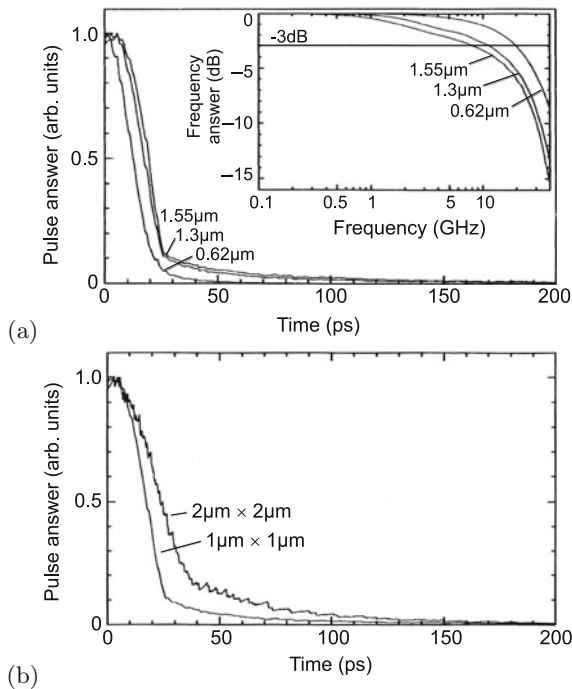 (a)
Pulse answer (arb. units)
1.0
0.5
0
0 50 100 150 200
Time (ps)
1.55µm
1.3µm
0.62µm
Frequency
answer (dB)
0
−5
−10
−15
-3dB
1.55µm
1.3µm
0.62µm
0.1 0.5 1 5 10
Frequency (GHz)
(b)
Pulse answer (arb. units)
1.0
0.5
0
0 50 100 150 200
Time (ps)
2µm × 2µm
1µm × 1µm